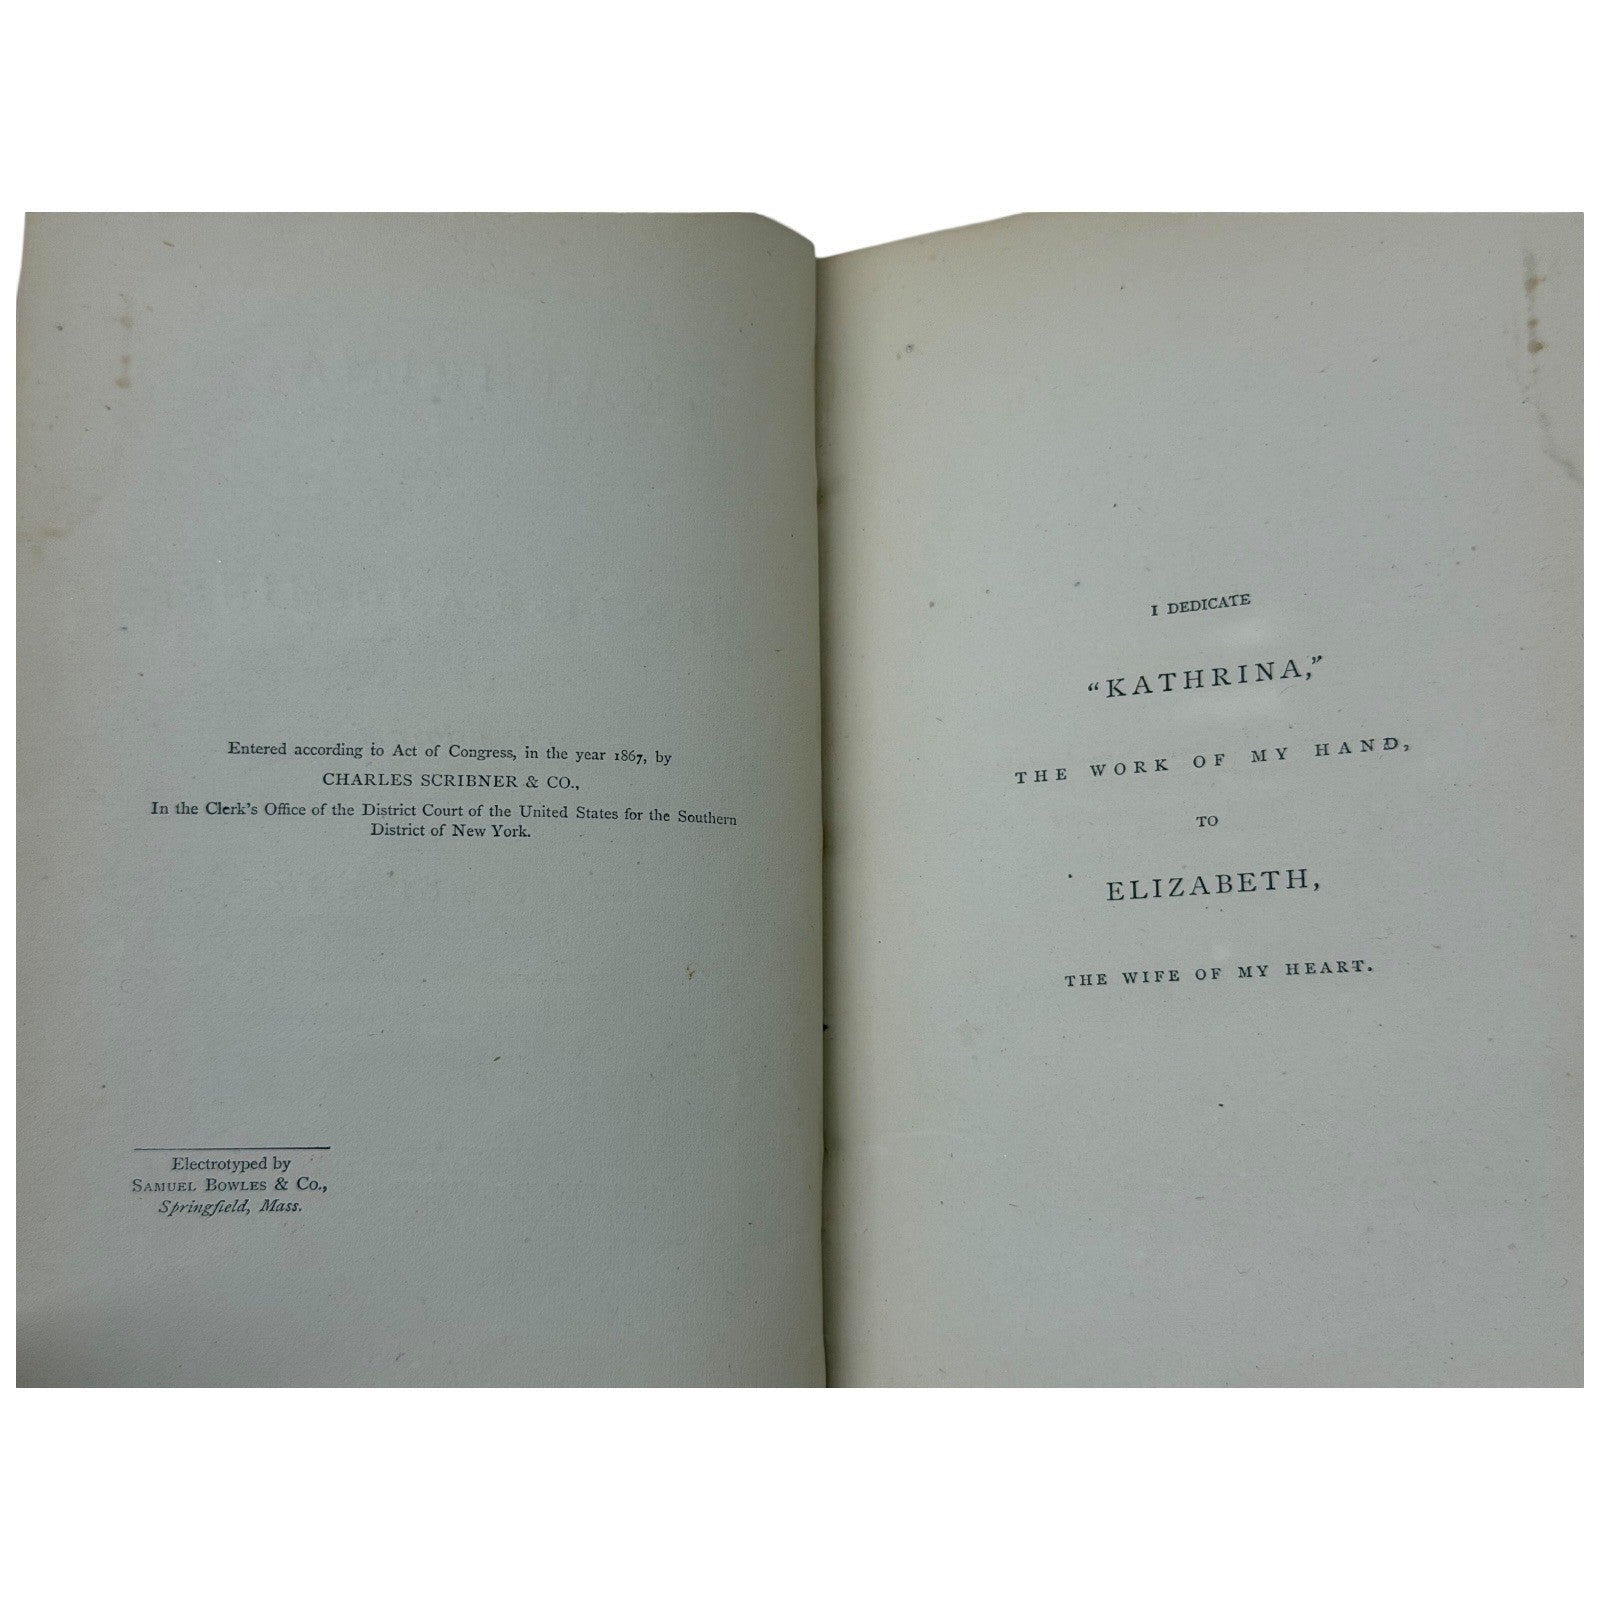 Entered according to Act of Congress, in the year 1867, by
CHARLES SCRIBNER & CO.,
In the Clerk's Office of the District Court of the United States for the Southern
District of New York.
Electrotyped by
SAMUEL BOWLES & CO.,
Springfield, Mass.
I DEDICATE
“KATHRINA,”
THE WORK OF MY HAND,
TO
ELIZABETH,
THE WIFE OF MY HEART.